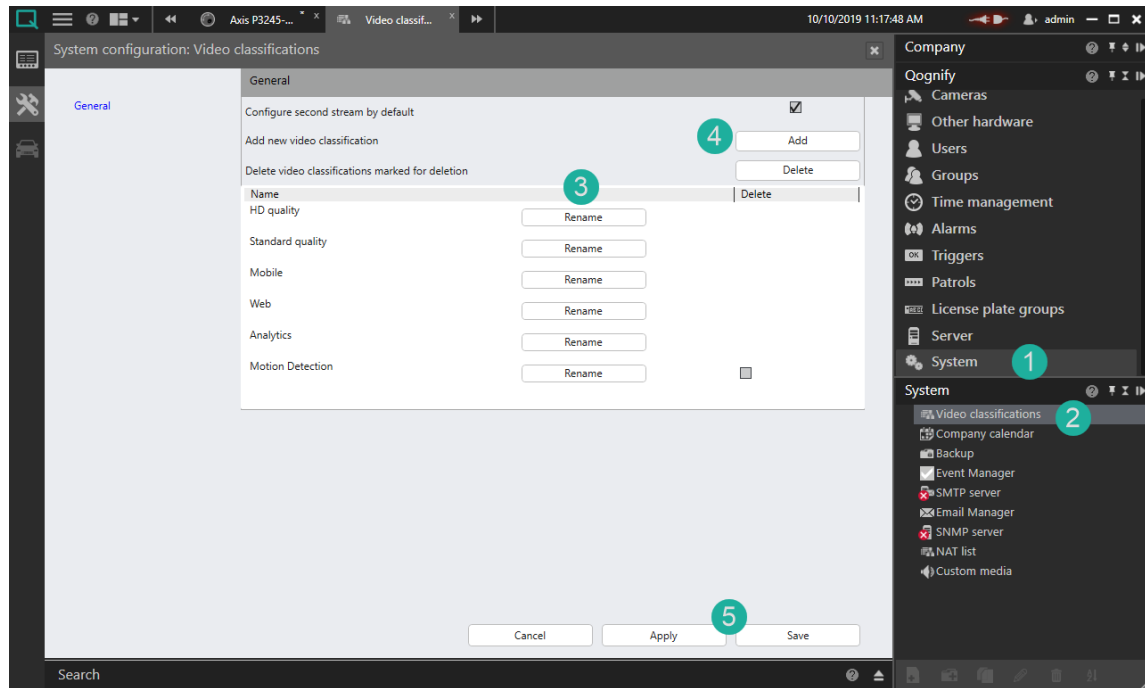 Axis P3245-... * x
Video classif... x
10/10/2019 11:17:48 AM
admin
System configuration: Video classifications
General
General
Configure second stream by default
Add new video classification
4
Add
Delete video classifications marked for deletion
Delete
Name
3
Delete
HD quality
Rename
Standard quality
Rename
Mobile
Rename
Web
Rename
Analytics
Rename
Motion Detection
Rename
5
Cancel
Apply
Save
Search
Company
Qognify
Cameras
Other hardware
Users
Groups
Time management
Alarms
OK
Triggers
Patrols
License plate groups
Server
System
1
System
Video classifications
2
Company calendar
Backup
Event Manager
SMTP server
Email Manager
SNMP server
NAT list
Custom media